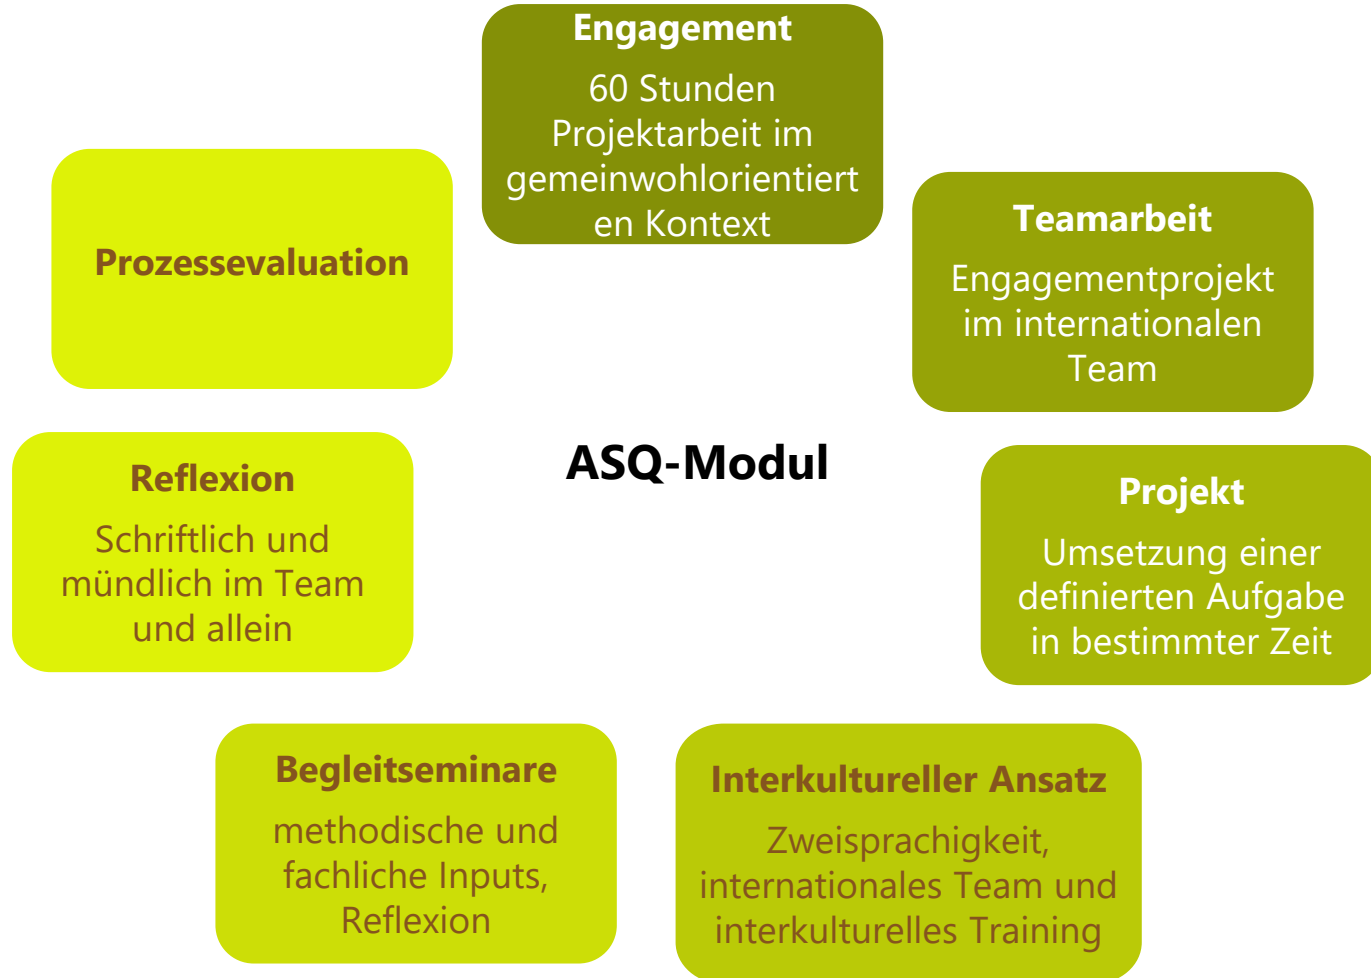 Engagement
60 Stunden
Projektarbeit im
gemeinwohlorientiert
en Kontext
Teamarbeit
Engagementprojekt
im internationalen
Team
Projekt
Umsetzung einer
definierten Aufgabe
in bestimmter Zeit
Interkultureller Ansatz
Zweisprachigkeit,
internationales Team und
interkulturelles Training
Begleitseminare
methodische und
fachliche Inputs,
Reflexion
Reflexion
Schriftlich und
mündlich im Team
und allein
Prozessevaluation
ASQ-Modul